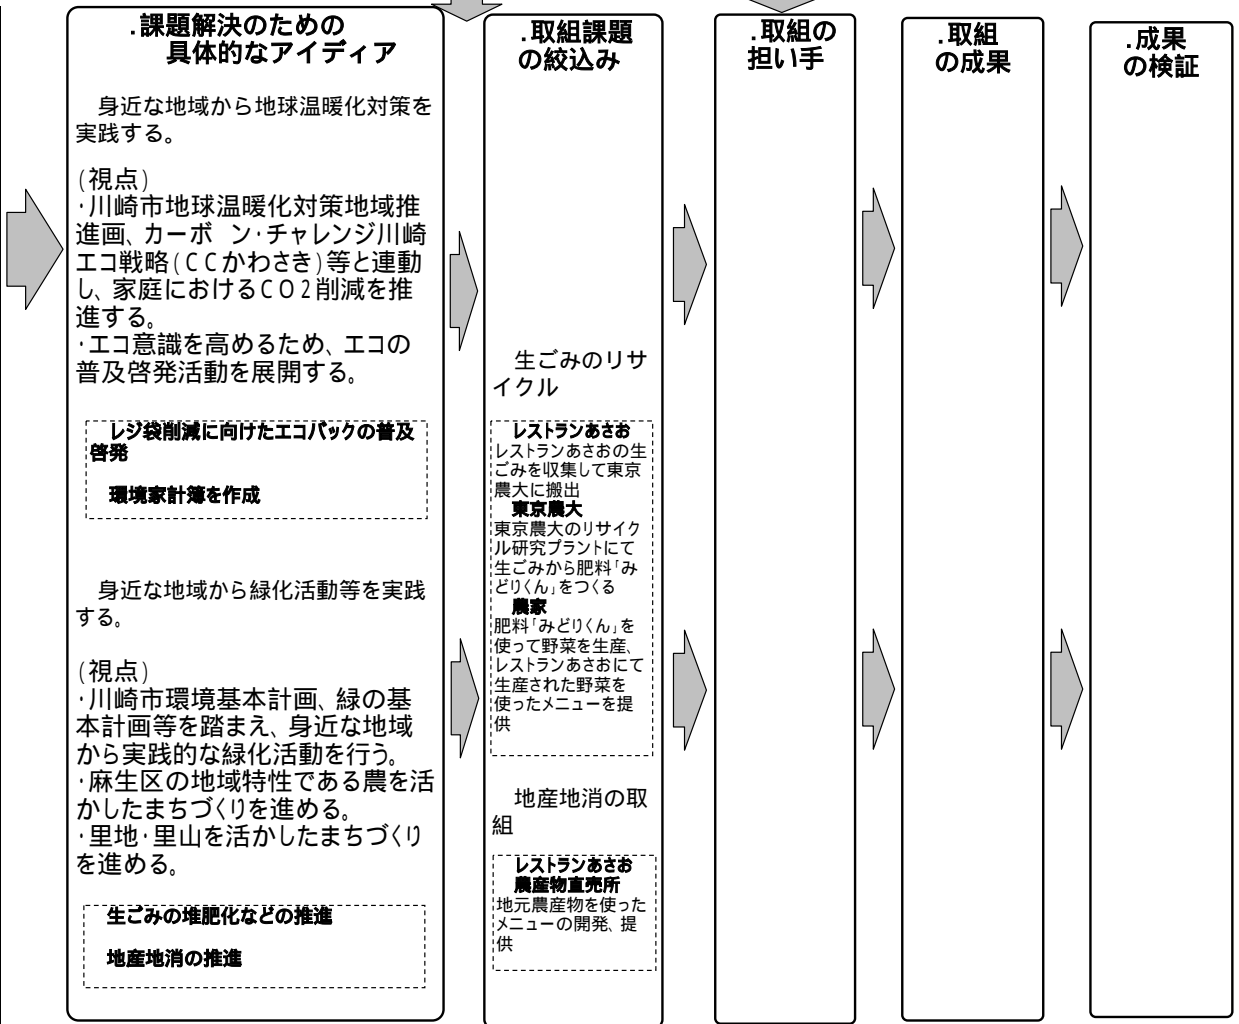 .課題解決のための
具体的なアイディア
身近な地域から地球温暖化対策を
実践する。
(視点)
・川崎市地球温暖化対策地域推
進画、カーボ ン・チャレンジ川崎
エコ戦略(CCかわさき)等と連動
し、家庭におけるCO2削減を推
進する。
・エコ意識を高めるため、エコの
普及啓発活動を展開する。
レジ袋削減に向けたエコバックの普及
啓発
環境家計簿を作成
身近な地域から緑化活動等を実践
する。
(視点)
・川崎市環境基本計画、緑の基
本計画等を踏まえ、身近な地域
から実践的な緑化活動を行う。
・麻生区の地域特性である農を活
かしたまちづくりを進める。
・里地・里山を活かしたまちづくり
を進める。
生ごみの堆肥化などの推進
地産地消の推進
.取組課題
の絞込み
生ごみのリサ
イクル
レストランあさお
レストランあさおの生
ごみを収集して東京
農大に搬出
東京農大
東京農大のリサイク
ル研究プラントにて
生ごみから肥料「み
どりくん」をつくる
農家
肥料「みどりくん」を
使って野菜を生産、
レストランあさおにて
生産された野菜を
使ったメニューを提
供
地産地消の取
組
レストランあさお
農産物直売所
地元農産物を使った
メニューの開発、提
供
.取組の
担い手
.取組
の成果
.成果
の検証